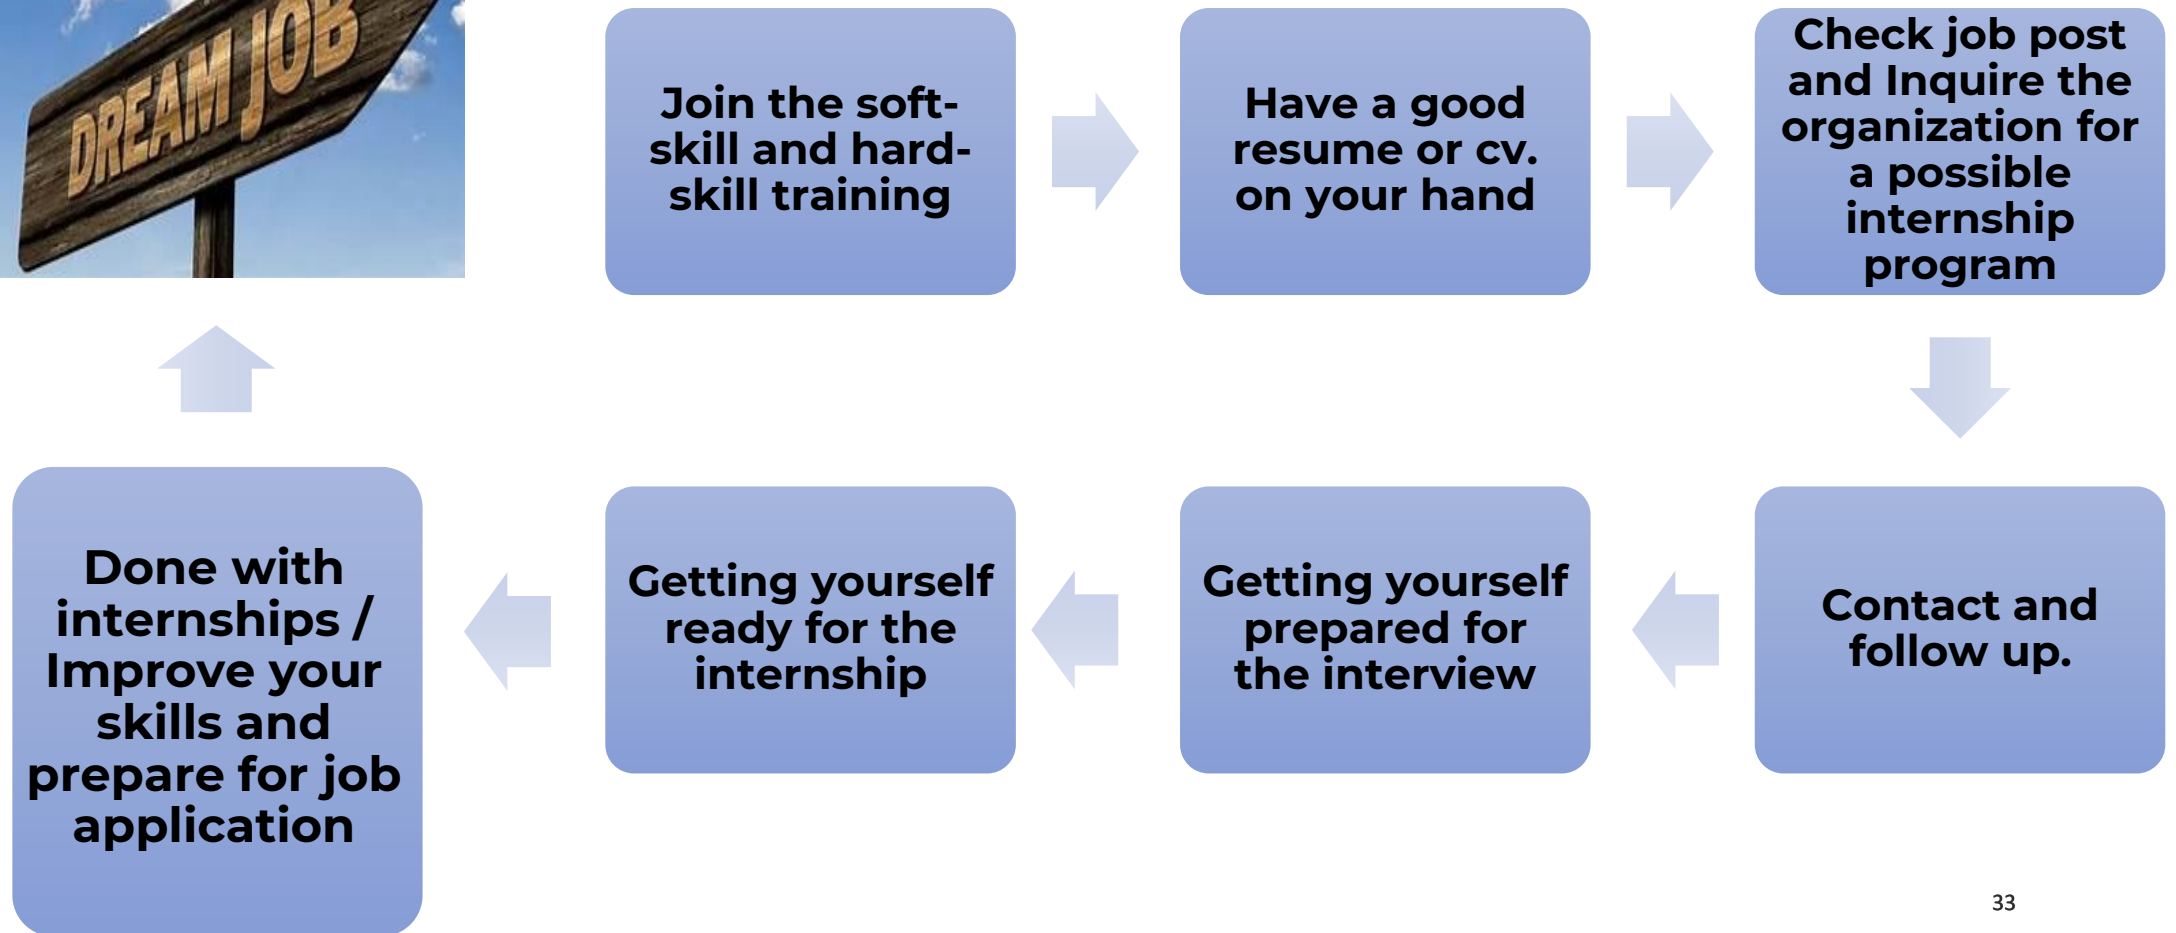 DREAM JOB
Join the soft-
skill and hard-
skill training
Have a good
resume or cv.
on your hand
Check job post
and Inquire the
organization for
a possible
internship
program
Contact and
follow up.
Getting yourself
prepared for
the interview
Getting yourself
ready for the
internship
Done with
internships /
Improve your
skills and
prepare for job
application
33